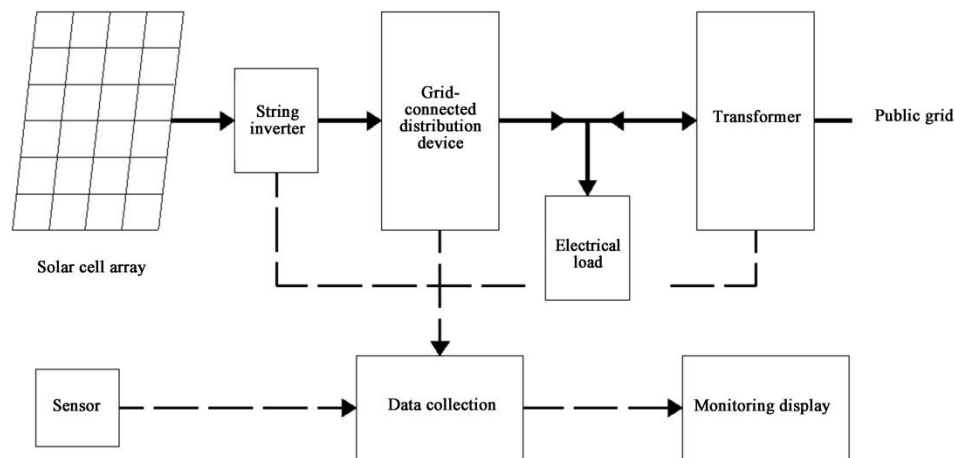 String
inverter
Grid-
connected
distribution
device
Transformer
Public grid
Electrical
load
Solar cell array
Sensor
Data collection
Monitoring display